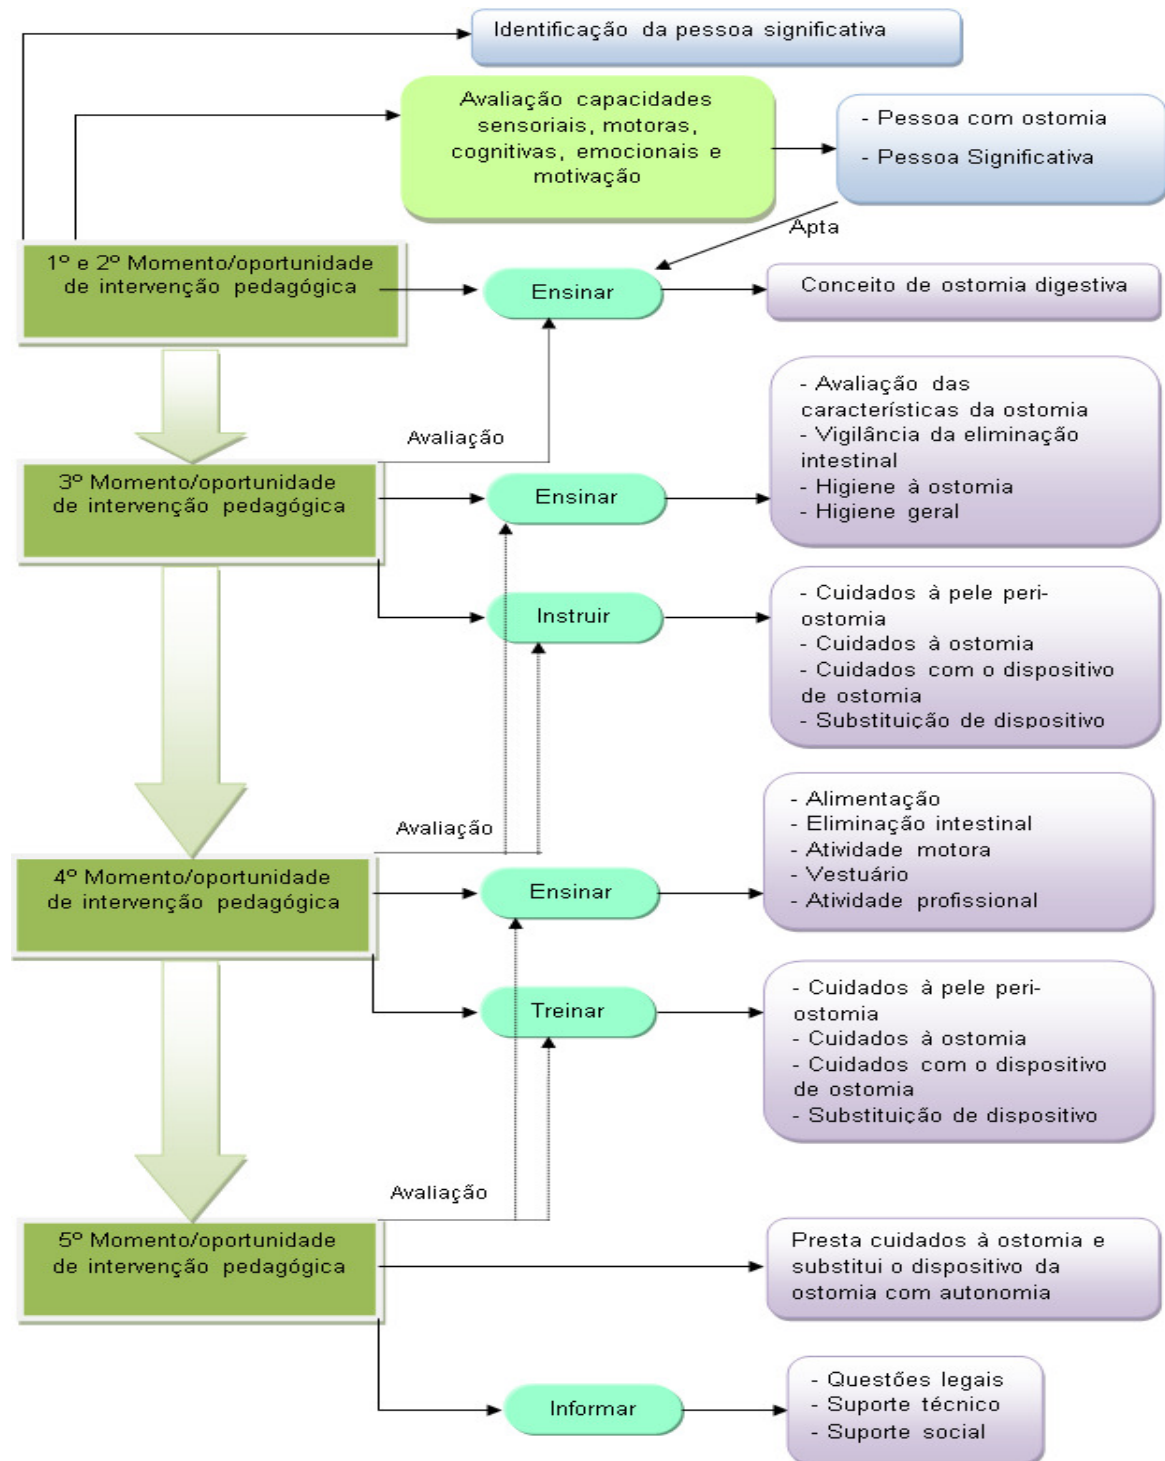 Identificação da pessoa significativa
Avaliação capacidades
sensoriais, motoras,
cognitivas, emocionais e
motivação
- Pessoa com ostomia
- Pessoa Significativa
Apta
1º e 2º Momento/oportunidade
de intervenção pedagógica
Ensinar
Conceito de ostomia digestiva
- Avaliação das
características da ostomia
- Vigilância da eliminação
intestinal
- Higiene à ostomia
- Higiene geral
Avaliação
3º Momento/oportunidade
de intervenção pedagógica
Ensinar
Instruir
- Cuidados à pele peri-
ostomia
- Cuidados à ostomia
- Cuidados com o dispositivo
de ostomia
- Substituição de dispositivo
Avaliação
4º Momento/oportunidade
de intervenção pedagógica
Ensinar
- Alimentação
- Eliminação intestinal
- Atividade motora
- Vestuário
- Atividade profissional
Treinar
- Cuidados à pele peri-
ostomia
- Cuidados à ostomia
- Cuidados com o dispositivo
de ostomia
- Substituição de dispositivo
Avaliação
5º Momento/oportunidade
de intervenção pedagógica
Presta cuidados à ostomia e
substitui o dispositivo da
ostomia com autonomia
Informar
- Questões legais
- Suporte técnico
- Suporte social